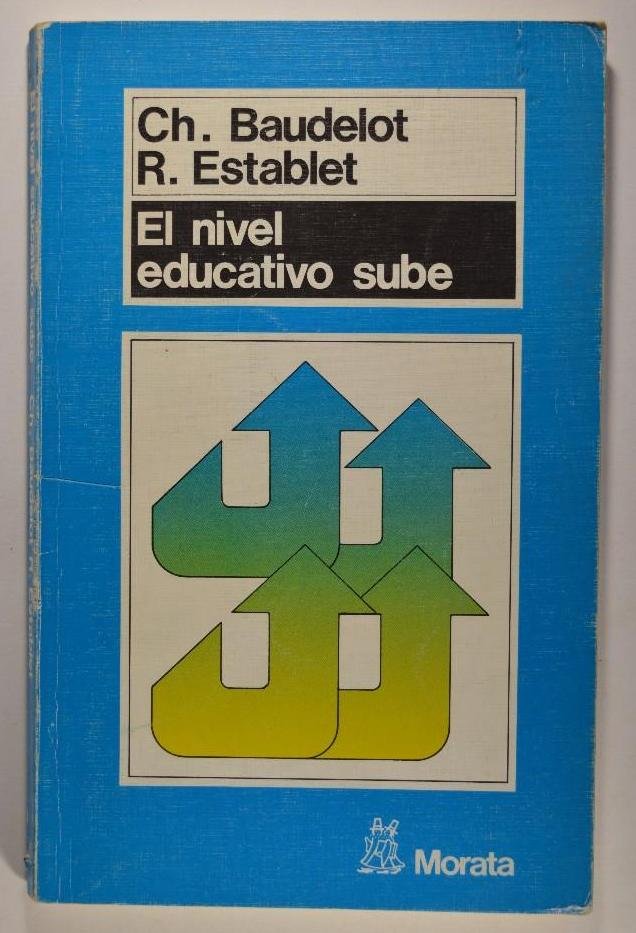 Ch. Baudelot
R. Establet
El nivel
educativo sube
Morata